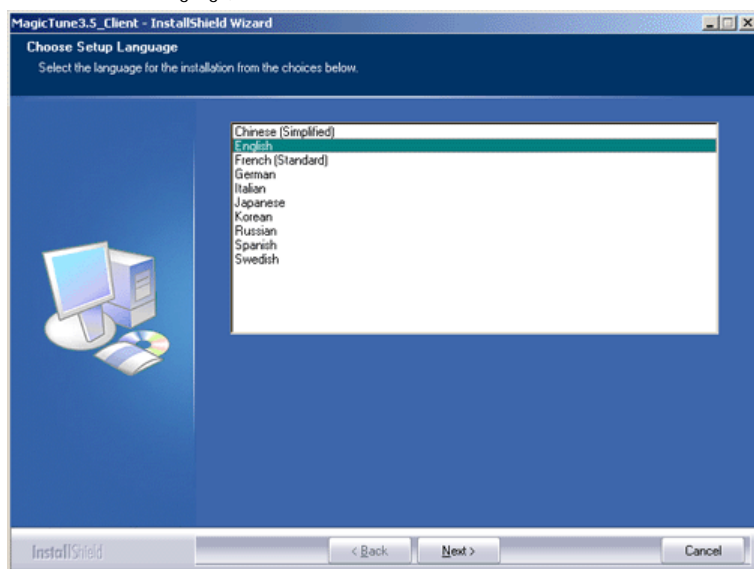 MagicTune3.5_Client - InstallShield Wizard
Choose Setup Language
Select the language for the installation from the choices below.
Chinese (Simplified)
English
French (Standard)
German
Italian
Japanese
Korean
Russian
Spanish
Swedish
InstallShield
< Back
Next >
Cancel